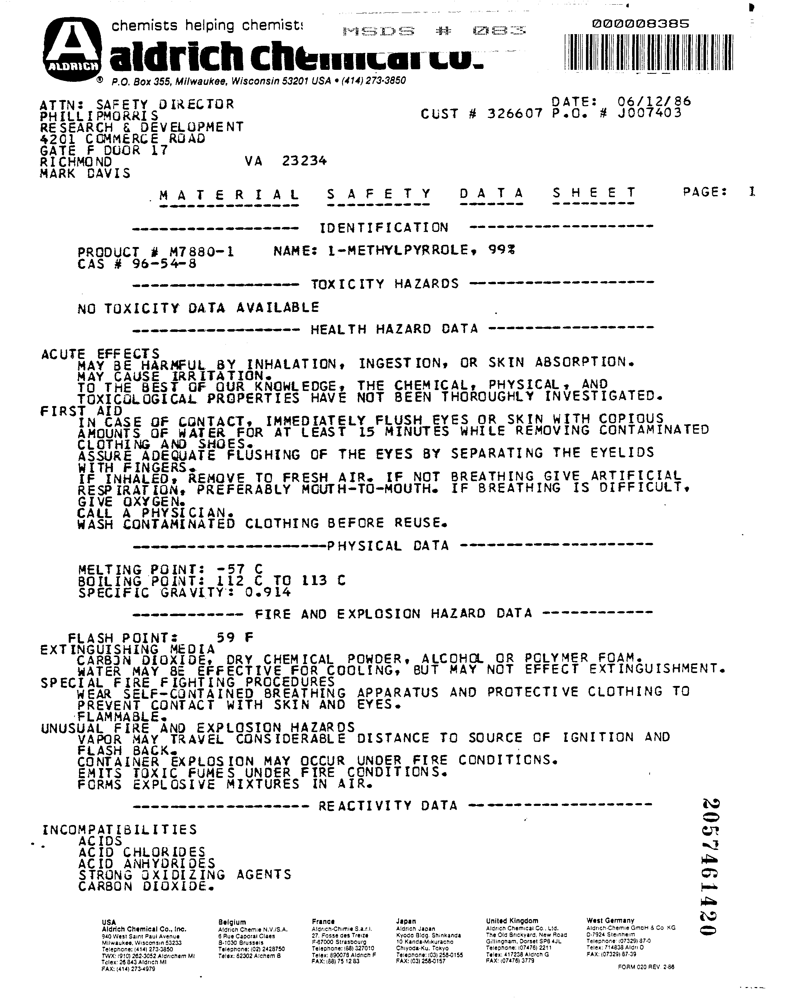 chemists helping chemists
MSDS # 083
000008385
ALDRICH
aldrich chemical co.
P.O. Box 355, Milwaukee, Wisconsin 53201 USA • (414) 273-3850
ATTN: SAFETY DIRECTOR
PHILLIPMORRIS
RESEARCH & DEVELOPMENT
4201 COMMERCE ROAD
GATE F DOOR 17
RICHMOND VA 23234
MARK DAVIS
DATE: 06/12/86
CUST # 326607 P.O. # J007403
MATERIAL SAFETY DATA SHEET PAGE: 1
------------------ IDENTIFICATION --------------------
PRODUCT # M7880-1 NAME: 1-METHYLPYRROLE, 99%
CAS # 96-54-8
------------------ TOXICITY HAZARDS --------------------
NO TOXICITY DATA AVAILABLE
------------------ HEALTH HAZARD DATA ------------------
ACUTE EFFECTS
MAY BE HARMFUL BY INHALATION, INGESTION, OR SKIN ABSORPTION.
MAY CAUSE IRRITATION.
TO THE BEST OF OUR KNOWLEDGE, THE CHEMICAL, PHYSICAL, AND
TOXICOLOGICAL PROPERTIES HAVE NOT BEEN THOROUGHLY INVESTIGATED.
FIRST AID
IN CASE OF CONTACT, IMMEDIATELY FLUSH EYES OR SKIN WITH COPIOUS
AMOUNTS OF WATER FOR AT LEAST 15 MINUTES WHILE REMOVING CONTAMINATED
CLOTHING AND SHOES.
ASSURE ADEQUATE FLUSHING OF THE EYES BY SEPARATING THE EYELIDS
WITH FINGERS.
IF INHALED, REMOVE TO FRESH AIR. IF NOT BREATHING GIVE ARTIFICIAL
RESPIRATION, PREFERABLY MOUTH-TO-MOUTH. IF BREATHING IS DIFFICULT,
GIVE OXYGEN.
CALL A PHYSICIAN.
WASH CONTAMINATED CLOTHING BEFORE REUSE.
---------------------PHYSICAL DATA ---------------------
MELTING POINT: -57 C
BOILING POINT: 112 C TO 113 C
SPECIFIC GRAVITY: 0.914
------------ FIRE AND EXPLOSION HAZARD DATA ------------
FLASH POINT: 59 F
EXTINGUISHING MEDIA
CARBON DIOXIDE, DRY CHEMICAL POWDER, ALCOHOL OR POLYMER FOAM.
WATER MAY BE EFFECTIVE FOR COOLING, BUT MAY NOT EFFECT EXTINGUISHMENT.
SPECIAL FIRE FIGHTING PROCEDURES
WEAR SELF-CONTAINED BREATHING APPARATUS AND PROTECTIVE CLOTHING TO
PREVENT CONTACT WITH SKIN AND EYES.
FLAMMABLE.
UNUSUAL FIRE AND EXPLOSION HAZARDS
VAPOR MAY TRAVEL CONSIDERABLE DISTANCE TO SOURCE OF IGNITION AND
FLASH BACK.
CONTAINER EXPLOSION MAY OCCUR UNDER FIRE CONDITIONS.
EMITS TOXIC FUMES UNDER FIRE CONDITIONS.
FORMS EXPLOSIVE MIXTURES IN AIR.
------------------- REACTIVITY DATA --------------------
INCOMPATIBILITIES
ACIDS
ACID CHLORIDES
ACID ANHYDRIDES
STRONG OXIDIZING AGENTS
CARBON DIOXIDE.
2057461420
USA
Aldrich Chemical Co., Inc.
940 West Saint Paul Avenue
Milwaukee, Wisconsin 53233
Telephone: (414) 273-3850
TWX: (910) 262-3052 Aldrichem MI
Telex: 26 843 Aldrich MI
FAX: (414) 273-4979
Belgium
Aldrich Chemie N.V./S.A.
6 Rue Caporal Claes
B-1030 Brussels
Telephone: (02) 2428750
Telex: 62302 Alchem B
France
Aldrich-Chimie S.a.r.l.
27, Fosse des Treize
F-67000 Strasbourg
Telephone: (88) 327010
Telex: 890076 Aldrich F
FAX: (88) 75 12 83
Japan
Aldrich Japan
Kyodo Bldg. Shinkanda
10 Kanda-Mikuracho
Chiyoda-Ku, Tokyo
Telephone: (03) 258-0155
FAX: (03) 258-0157
United Kingdom
Aldrich Chemical Co., Ltd.
The Old Brickyard, New Road
Gillingham, Dorset SP8 4JL
Telephone: (07476) 2211
Telex: 417238 Aldrich G
FAX: (07476) 3779
West Germany
Aldrich Chemie GmbH & Co. KG
D-7924 Steinheim
Telephone: (07329) 87-0
Telex: 714838 Aldri D
FAX: (07329) 87-39
FORM 020 REV. 2-86